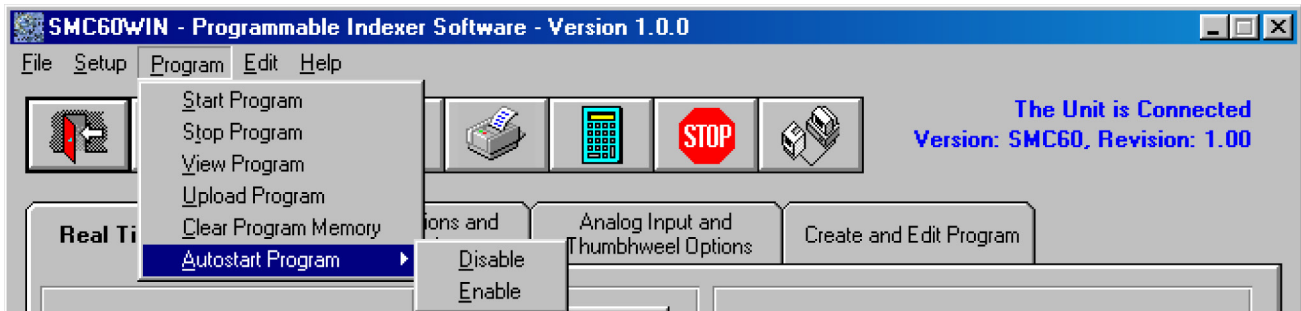 SMC60WIN - Programmable Indexer Software - Version 1.0.0
File Setup Program Edit Help
Start Program
Stop Program
View Program
Upload Program
Clear Program Memory
Autostart Program
Disable
Enable
STOP
The Unit is Connected
Version: SMC60, Revision: 1.00
Real Ti
ions and
Analog Input and
Thumbhweel Options
Create and Edit Program